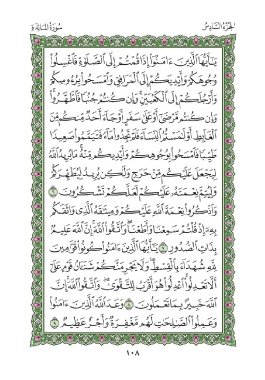 الجزء السادس
سورة المائدة
يَٰٓأَيُّهَا ٱلَّذِينَ ءَامَنُوٓا۟ إِذَا قُمْتُمْ إِلَى ٱلصَّلَوٰةِ فَٱغْسِلُوا۟
وُجُوهَكُمْ وَأَيْدِيَكُمْ إِلَى ٱلْمَرَافِقِ وَٱمْسَحُوا۟ بِرُءُوسِكُمْ
وَأَرْجُلَكُمْ إِلَى ٱلْكَعْبَيْنِ وَإِن كُنتُمْ جُنُبًا فَٱطَّهَّرُوا۟
وَإِن كُنتُم مَّرْضَىٰٓ أَوْ عَلَىٰ سَفَرٍ أَوْ جَآءَ أَحَدٌ مِّنكُم مِّنَ
ٱلْغَآئِطِ أَوْ لَٰمَسْتُمُ ٱلنِّسَآءَ فَلَمْ تَجِدُوا۟ مَآءً فَتَيَمَّمُوا۟ صَعِيدًا
طَيِّبًا فَٱمْسَحُوا۟ بِوُجُوهِكُمْ وَأَيْدِيكُم مِّنْهُ مَا يُرِيدُ ٱللَّهُ
لِيَجْعَلَ عَلَيْكُم مِّنْ حَرَجٍ وَلَٰكِن يُرِيدُ لِيُطَهِّرَكُمْ
وَلِيُتِمَّ نِعْمَتَهُۥ عَلَيْكُمْ لَعَلَّكُمْ تَشْكُرُونَ ٦
وَٱذْكُرُوا۟ نِعْمَةَ ٱللَّهِ عَلَيْكُمْ وَمِيثَٰقَهُ ٱلَّذِى وَاثَقَكُم
بِهِۦٓ إِذْ قُلْتُمْ سَمِعْنَا وَأَطَعْنَا وَٱتَّقُوا۟ ٱللَّهَ إِنَّ ٱللَّهَ عَلِيمٌۢ
بِذَاتِ ٱلصُّدُورِ ٧ يَٰٓأَيُّهَا ٱلَّذِينَ ءَامَنُوا۟ كُونُوا۟ قَوَّٰمِينَ
لِلَّهِ شُهَدَآءَ بِٱلْقِسْطِ وَلَا يَجْرِمَنَّكُمْ شَنَـَٔانُ قَوْمٍ عَلَىٰٓ
أَلَّا تَعْدِلُوا۟ ٱعْدِلُوا۟ هُوَ أَقْرَبُ لِلتَّقْوَىٰ وَٱتَّقُوا۟ ٱللَّهَ إِنَّ
ٱللَّهَ خَبِيرٌۢ بِمَا تَعْمَلُونَ ٨ وَعَدَ ٱللَّهُ ٱلَّذِينَ ءَامَنُوا۟
وَعَمِلُوا۟ ٱلصَّٰلِحَٰتِ لَهُم مَّغْفِرَةٌ وَأَجْرٌ عَظِيمٌ ٩
١٠٨